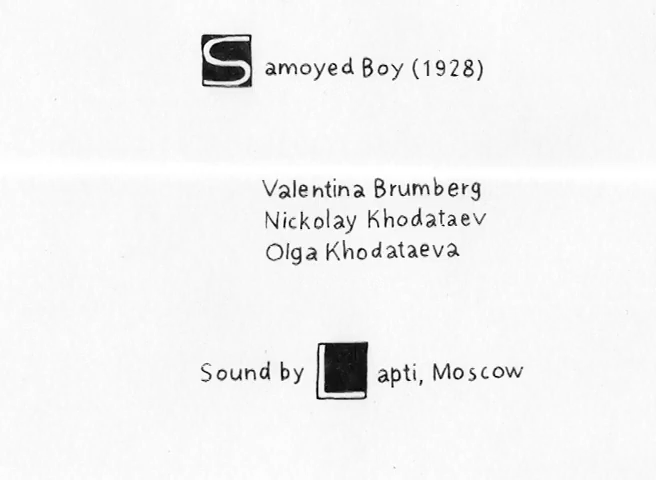 Samoyed Boy (1928)
Valentina Brumberg
Nickolay Khodataev
Olga Khodataeva
Sound by Lapti, Moscow